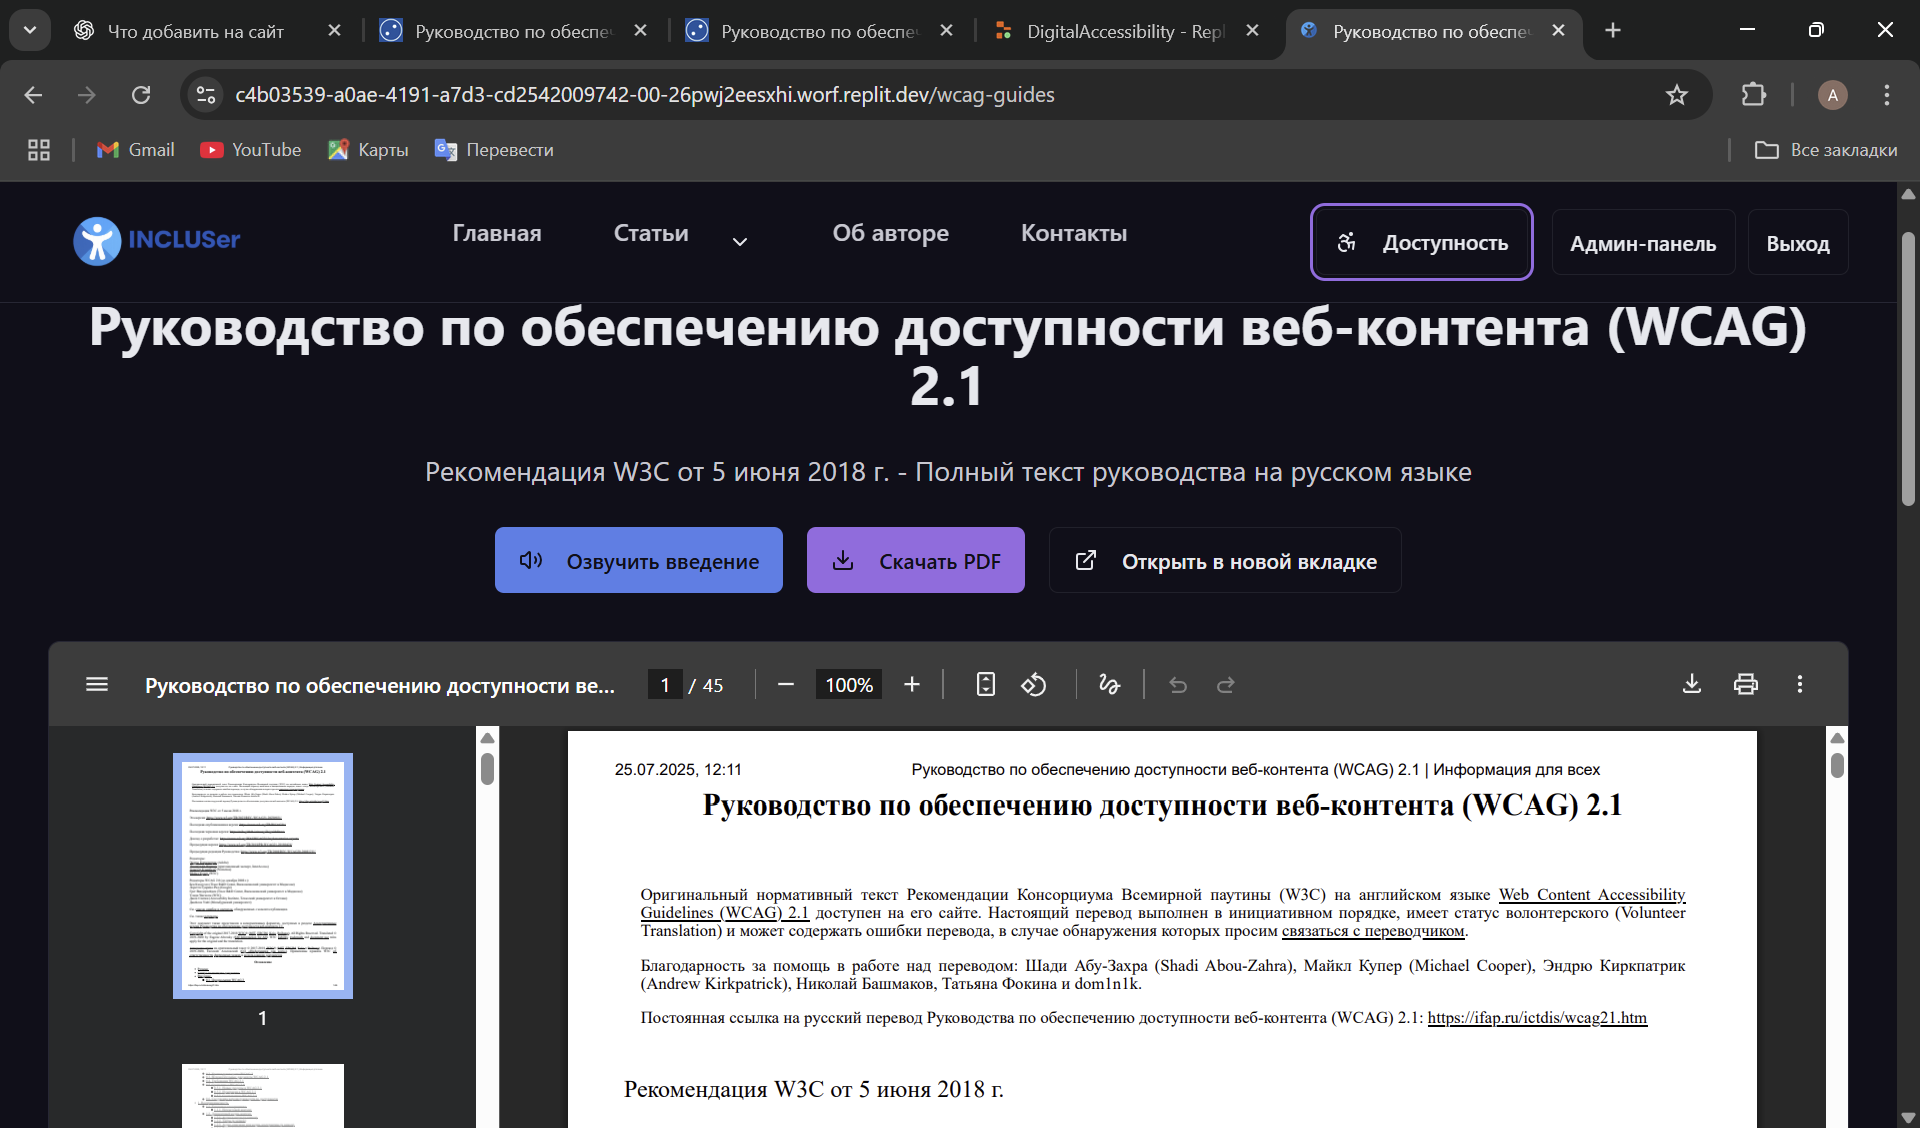 Что добавить на сайт
Руководство по обеспе
Руководство по обеспе
DigitalAccessibility - Repl
Руководство по обеспе
c4b03539-a0ae-4191-a7d3-cd2542009742-00-26pwj2eesxhi.worf.replit.dev/wcag-guides
A
Gmail
YouTube
Карты
Перевести
Все закладки
INCLUSer
Главная
Статьи
Об авторе
Контакты
Доступность
Админ-панель
Выход
Руководство по обеспечению доступности веб-контента (WCAG)
2.1
Рекомендация W3C от 5 июня 2018 г. - Полный текст руководства на русском языке
Озвучить введение
Скачать PDF
Открыть в новой вкладке
Руководство по обеспечению доступности ве...
1 / 45
100%
25.07.2025, 12:11
Руководство по обеспечению доступности веб-контента (WCAG) 2.1 | Информация для всех
Руководство по обеспечению доступности веб-контента (WCAG) 2.1
Оригинальный нормативный текст Рекомендации Консорциума Всемирной паутины (W3C) на английском языке Web Content Accessibility
Guidelines (WCAG) 2.1 доступен на его сайте. Настоящий перевод выполнен в инициативном порядке, имеет статус волонтерского (Volunteer
Translation) и может содержать ошибки перевода, в случае обнаружения которых просим связаться с переводчиком.
Благодарность за помощь в работе над переводом: Шади Абу-Захра (Shadi Abou-Zahra), Майкл Купер (Michael Cooper), Эндрю Киркпатрик
(Andrew Kirkpatrick), Николай Башмаков, Татьяна Фокина и dom1n1k.
Постоянная ссылка на русский перевод Руководства по обеспечению доступности веб-контента (WCAG) 2.1: https://ifap.ru/ictdis/wcag21.htm
Рекомендация W3C от 5 июня 2018 г.
1